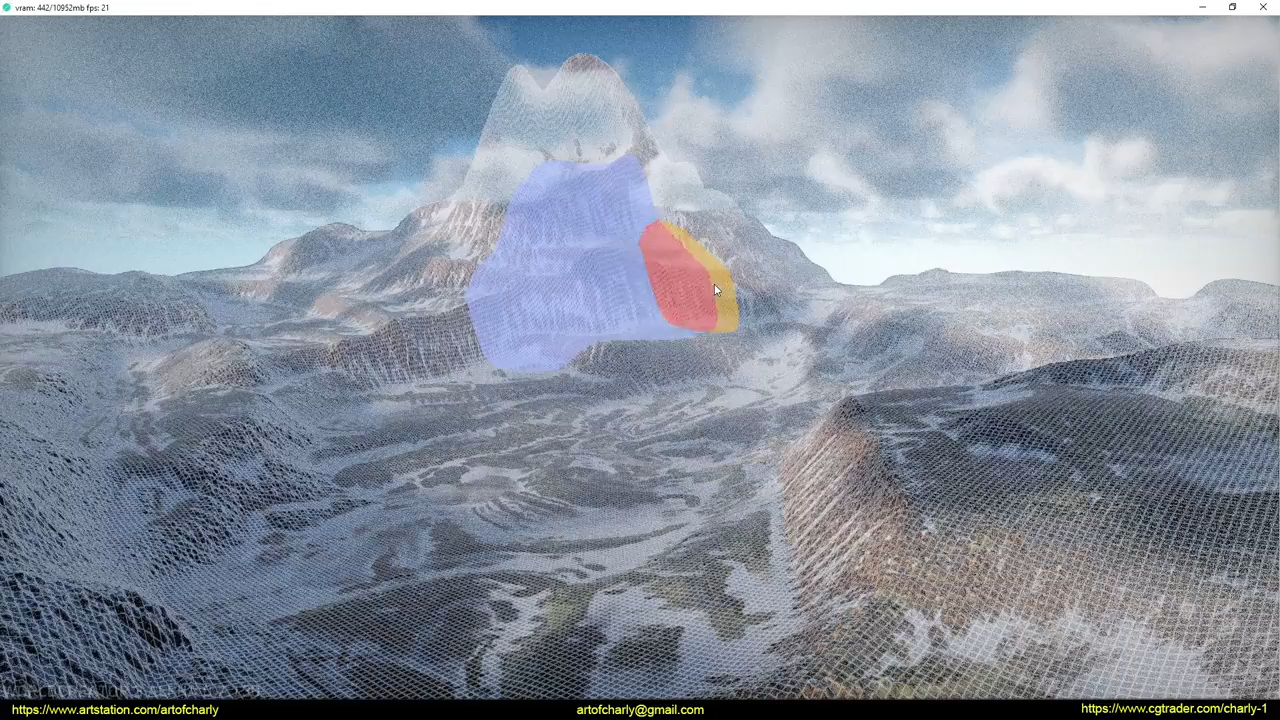 vram: 442/10952mb fps: 21
https://www.artstation.com/artofcharly
artofcharly@gmail.com
https://www.cgtrader.com/charly-1